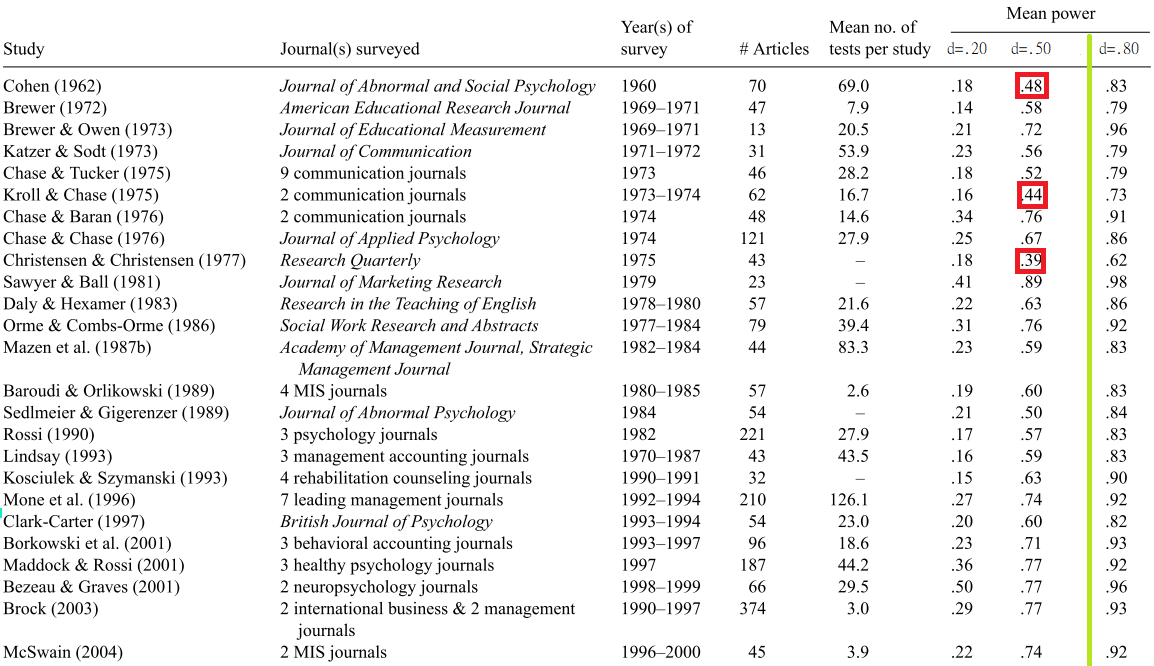 Mean power
Year(s) of Mean no. of
Study Journal(s) surveyed survey # Articles tests per study d=.20 d=.50 d=.80
Cohen (1962) Journal of Abnormal and Social Psychology 1960 70 69.0 .18 .48 .83
Brewer (1972) American Educational Research Journal 1969–1971 47 7.9 .14 .58 .79
Brewer & Owen (1973) Journal of Educational Measurement 1969–1971 13 20.5 .21 .72 .96
Katzer & Sodt (1973) Journal of Communication 1971–1972 31 53.9 .23 .56 .79
Chase & Tucker (1975) 9 communication journals 1973 46 28.2 .18 .52 .79
Kroll & Chase (1975) 2 communication journals 1973–1974 62 16.7 .16 .44 .73
Chase & Baran (1976) 2 communication journals 1974 48 14.6 .34 .76 .91
Chase & Chase (1976) Journal of Applied Psychology 1974 121 27.9 .25 .67 .86
Christensen & Christensen (1977) Research Quarterly 1975 43 – .18 .39 .62
Sawyer & Ball (1981) Journal of Marketing Research 1979 23 – .41 .89 .98
Daly & Hexamer (1983) Research in the Teaching of English 1978–1980 57 21.6 .22 .63 .86
Orme & Combs-Orme (1986) Social Work Research and Abstracts 1977–1984 79 39.4 .31 .76 .92
Mazen et al. (1987b) Academy of Management Journal, Strategic 1982–1984 44 83.3 .23 .59 .83
Management Journal
Baroudi & Orlikowski (1989) 4 MIS journals 1980–1985 57 2.6 .19 .60 .83
Sedlmeier & Gigerenzer (1989) Journal of Abnormal Psychology 1984 54 – .21 .50 .84
Rossi (1990) 3 psychology journals 1982 221 27.9 .17 .57 .83
Lindsay (1993) 3 management accounting journals 1970–1987 43 43.5 .16 .59 .83
Kosciulek & Szymanski (1993) 4 rehabilitation counseling journals 1990–1991 32 – .15 .63 .90
Mone et al. (1996) 7 leading management journals 1992–1994 210 126.1 .27 .74 .92
Clark-Carter (1997) British Journal of Psychology 1993–1994 54 23.0 .20 .60 .82
Borkowski et al. (2001) 3 behavioral accounting journals 1993–1997 96 18.6 .23 .71 .93
Maddock & Rossi (2001) 3 healthy psychology journals 1997 187 44.2 .36 .77 .92
Bezeau & Graves (2001) 2 neuropsychology journals 1998–1999 66 29.5 .50 .77 .96
Brock (2003) 2 international business & 2 management 1990–1997 374 3.0 .29 .77 .93
journals
McSwain (2004) 2 MIS journals 1996–2000 45 3.9 .22 .74 .92